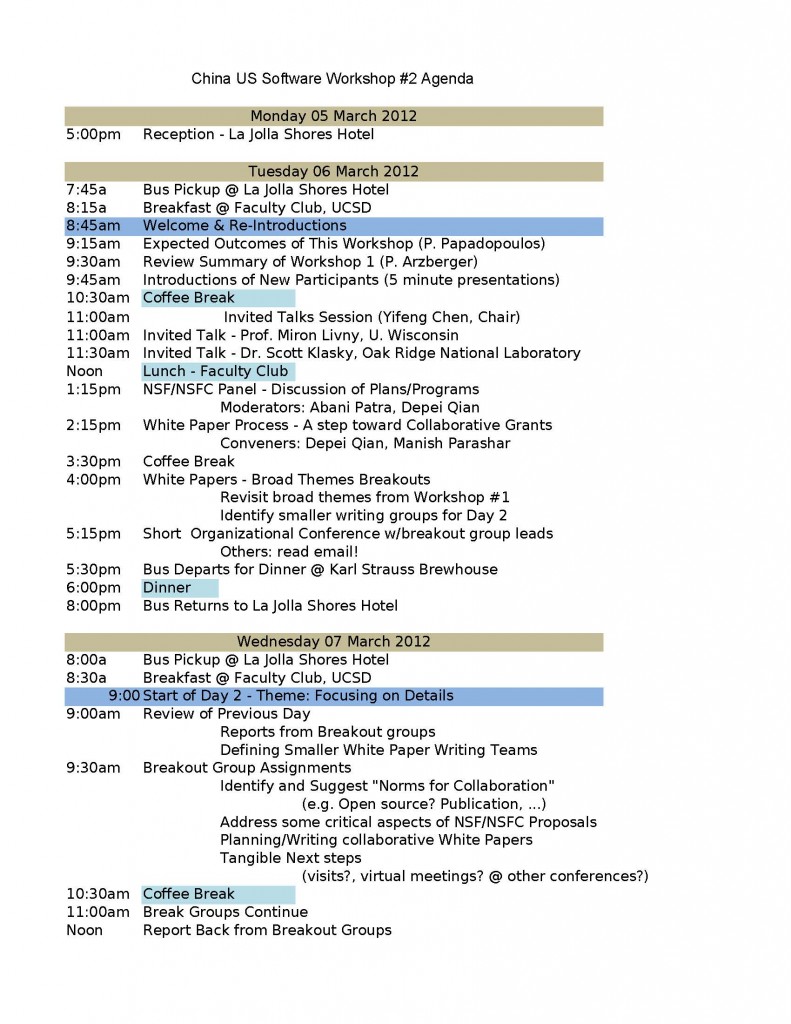 China US Software Workshop #2 Agenda
Monday 05 March 2012
5:00pm Reception - La Jolla Shores Hotel
Tuesday 06 March 2012
7:45a Bus Pickup @ La Jolla Shores Hotel
8:15a Breakfast @ Faculty Club, UCSD
8:45am Welcome & Re-Introductions
9:15am Expected Outcomes of This Workshop (P. Papadopoulos)
9:30am Review Summary of Workshop 1 (P. Arzberger)
9:45am Introductions of New Participants (5 minute presentations)
10:30am Coffee Break
11:00am Invited Talks Session (Yifeng Chen, Chair)
11:00am Invited Talk - Prof. Miron Livny, U. Wisconsin
11:30am Invited Talk - Dr. Scott Klasky, Oak Ridge National Laboratory
Noon Lunch - Faculty Club
1:15pm NSF/NSFC Panel - Discussion of Plans/Programs
Moderators: Abani Patra, Depei Qian
2:15pm White Paper Process - A step toward Collaborative Grants
Conveners: Depei Qian, Manish Parashar
3:30pm Coffee Break
4:00pm White Papers - Broad Themes Breakouts
Revisit broad themes from Workshop #1
Identify smaller writing groups for Day 2
5:15pm Short  Organizational Conference w/breakout group leads
Others: read email!
5:30pm Bus Departs for Dinner @ Karl Strauss Brewhouse
6:00pm Dinner
8:00pm Bus Returns to La Jolla Shores Hotel
Wednesday 07 March 2012
8:00a Bus Pickup @ La Jolla Shores Hotel
8:30a Breakfast @ Faculty Club, UCSD
9:00 Start of Day 2 - Theme: Focusing on Details
9:00am Review of Previous Day
Reports from Breakout groups
Defining Smaller White Paper Writing Teams
9:30am Breakout Group Assignments
Identify and Suggest "Norms for Collaboration"
(e.g. Open source? Publication, ...)
Address some critical aspects of NSF/NSFC Proposals
Planning/Writing collaborative White Papers
Tangible Next steps
(visits?, virtual meetings? @ other conferences?)
10:30am Coffee Break
11:00am Break Groups Continue
Noon Report Back from Breakout Groups